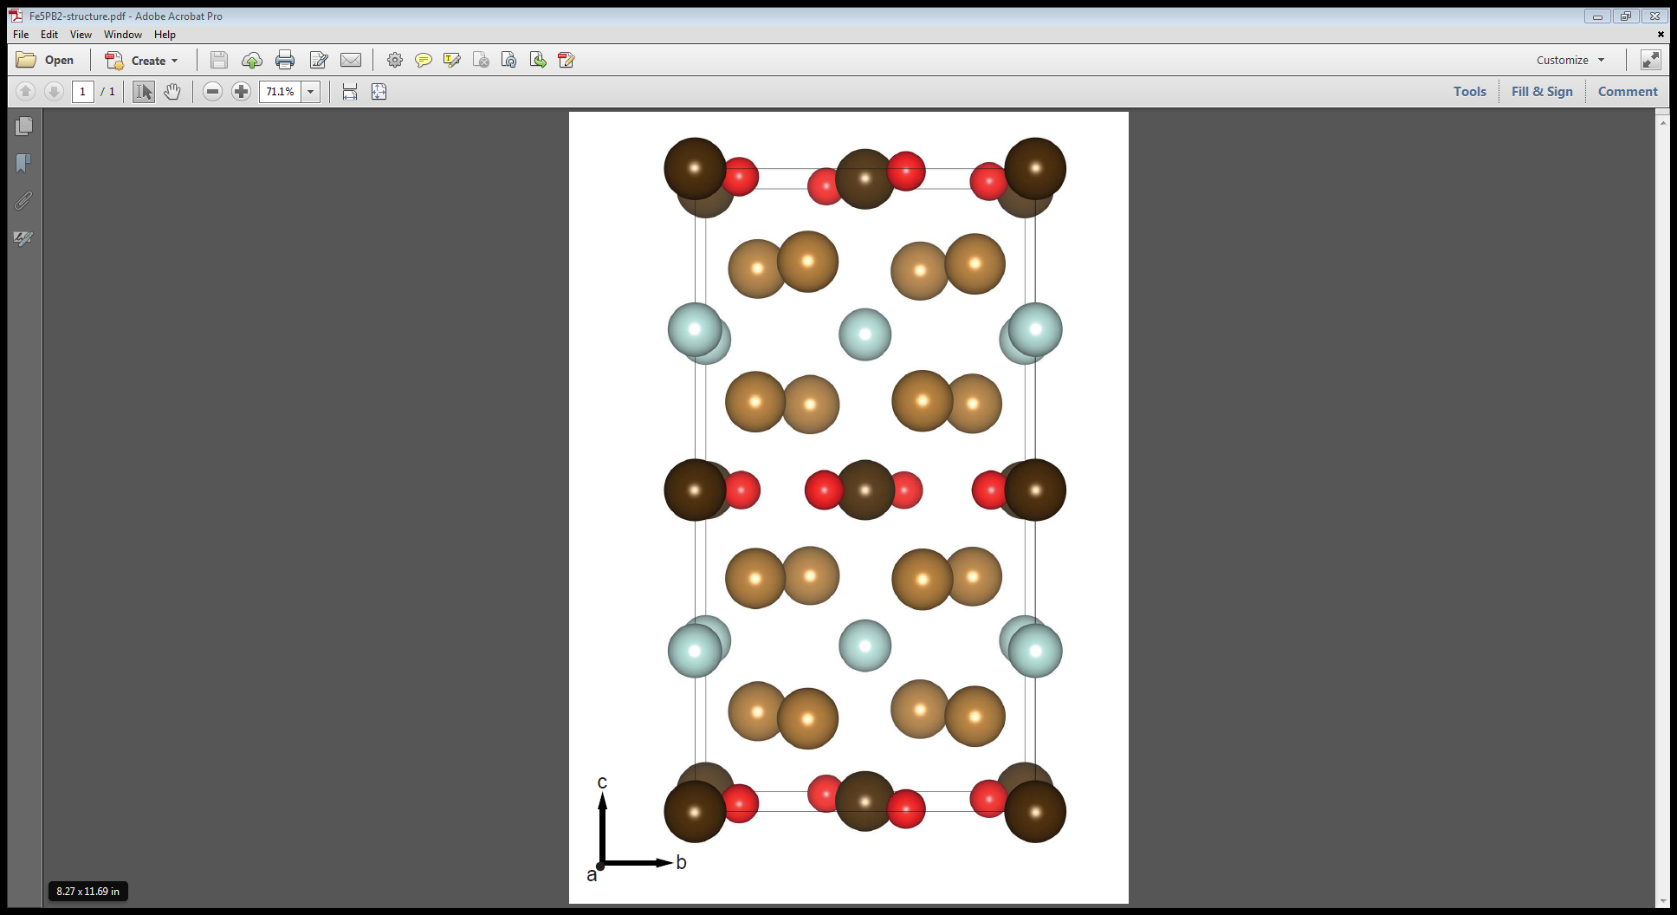 Fe5PB2-structure.pdf - Adobe Acrobat Pro
File Edit View Window Help
Open Create Customize
1 / 1 71.1% Tools Fill & Sign Comment
c
b
a
8.27 x 11.69 in